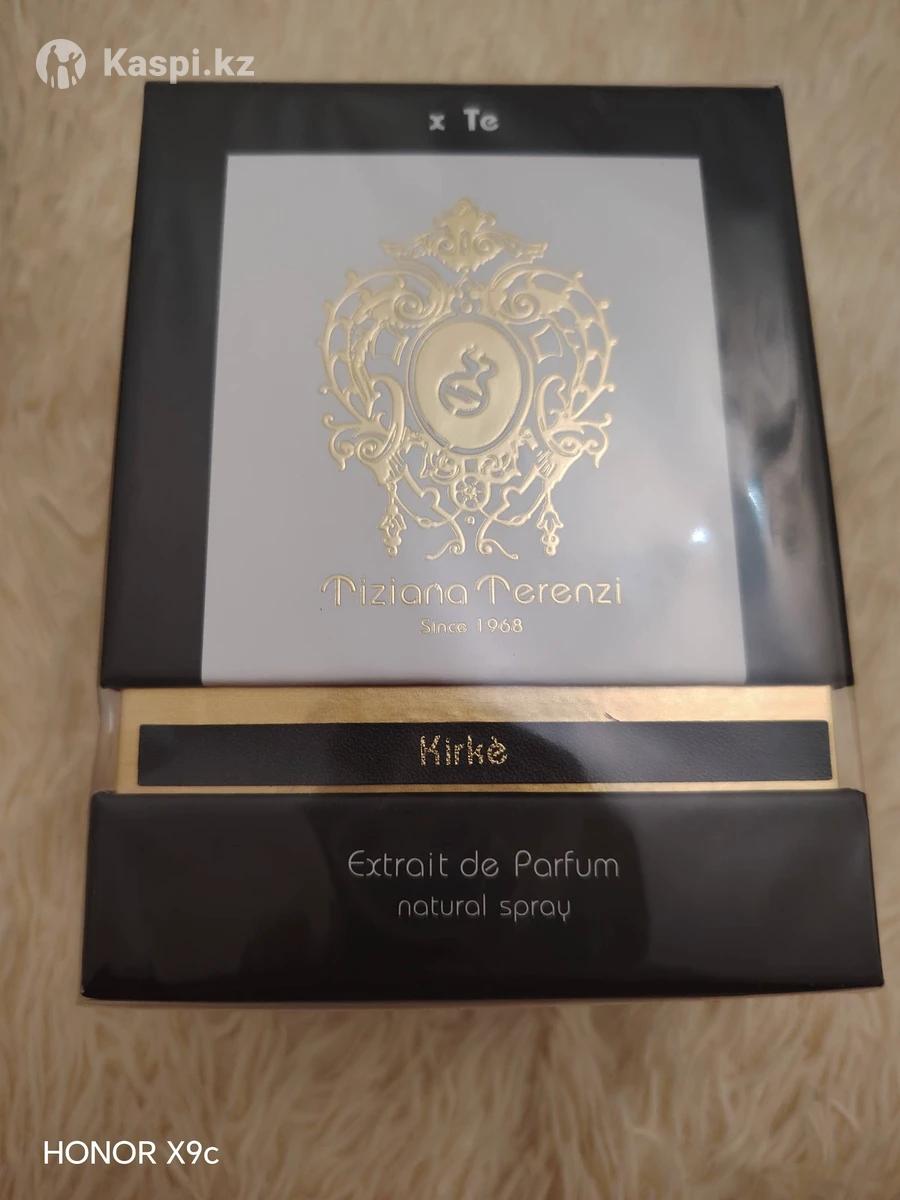 Kaspi.kz
x Te
Tiziana Terenzi
Since 1968
Kirkè
Extrait de Parfum
natural spray
HONOR X9c